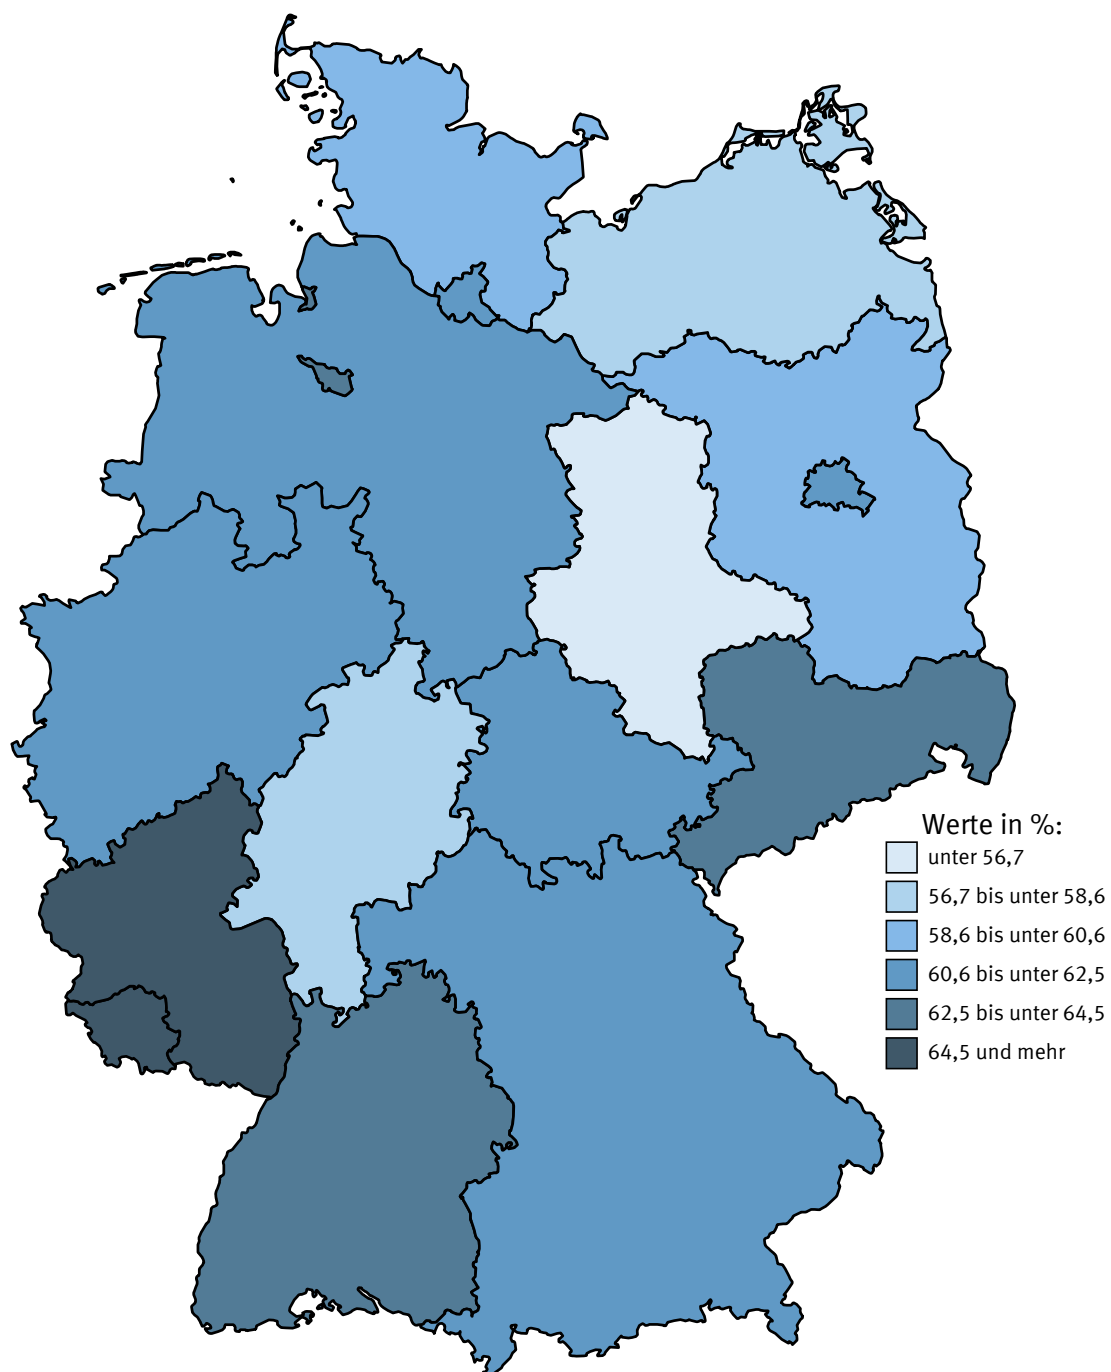 Werte in %:
unter 56,7
56,7 bis unter 58,6
58,6 bis unter 60,6
60,6 bis unter 62,5
62,5 bis unter 64,5
64,5 und mehr